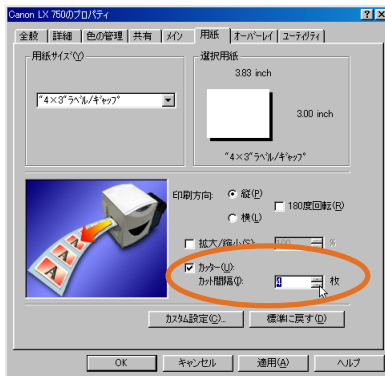 Canon LX 750のプロパティ
全般 詳細 色の管理 共有 メイン 用紙 オーバーレイ ユーティリティ
用紙サイズ(Y)
"4×3"ラベル/ギャップ"
選択用紙
3.83 inch
3.00 inch
"4×3"ラベル/ギャップ"
印刷方向: 縦(P)
横(L)
180度回転(R)
拡大/縮小(S): 100 %
カッター(U):
カット間隔(I): 4 枚
カスタム設定(C)... 標準に戻す(D)
OK キャンセル 適用(A) ヘルプ
A
A
A